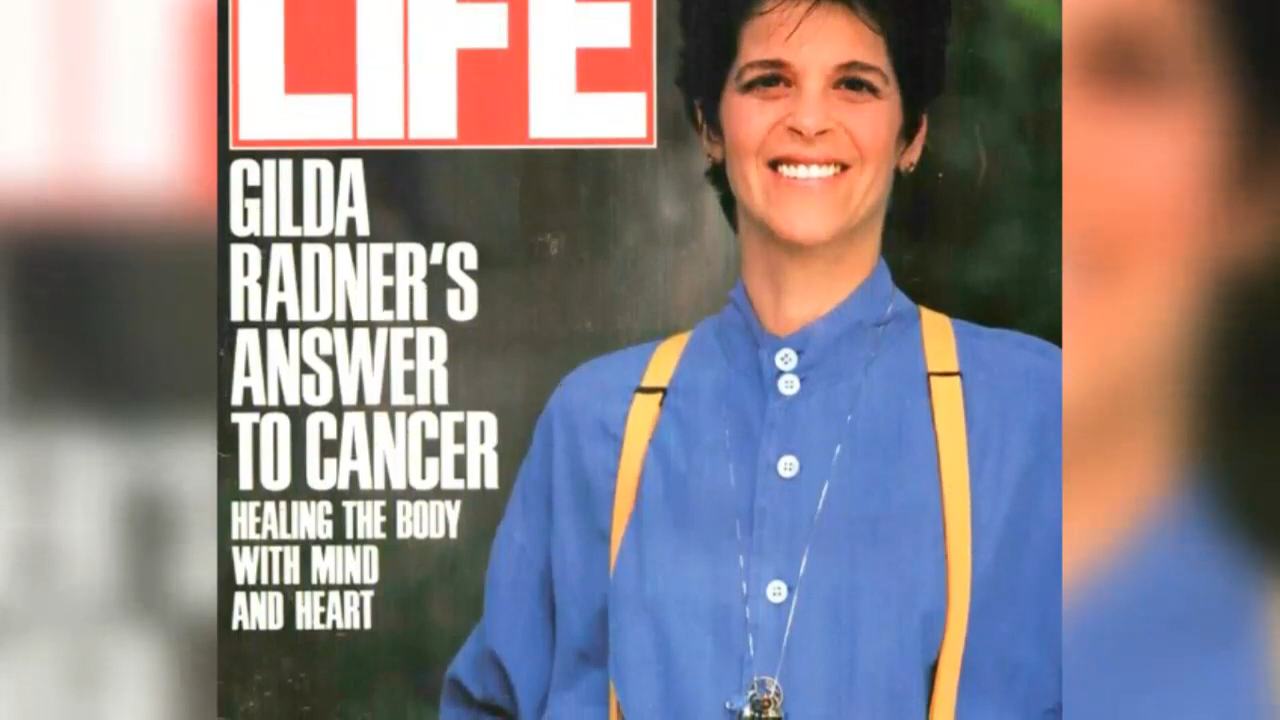 LIFE
GILDA
RADNER'S
ANSWER
TO CANCER
HEALING THE BODY
WITH MIND
AND HEART